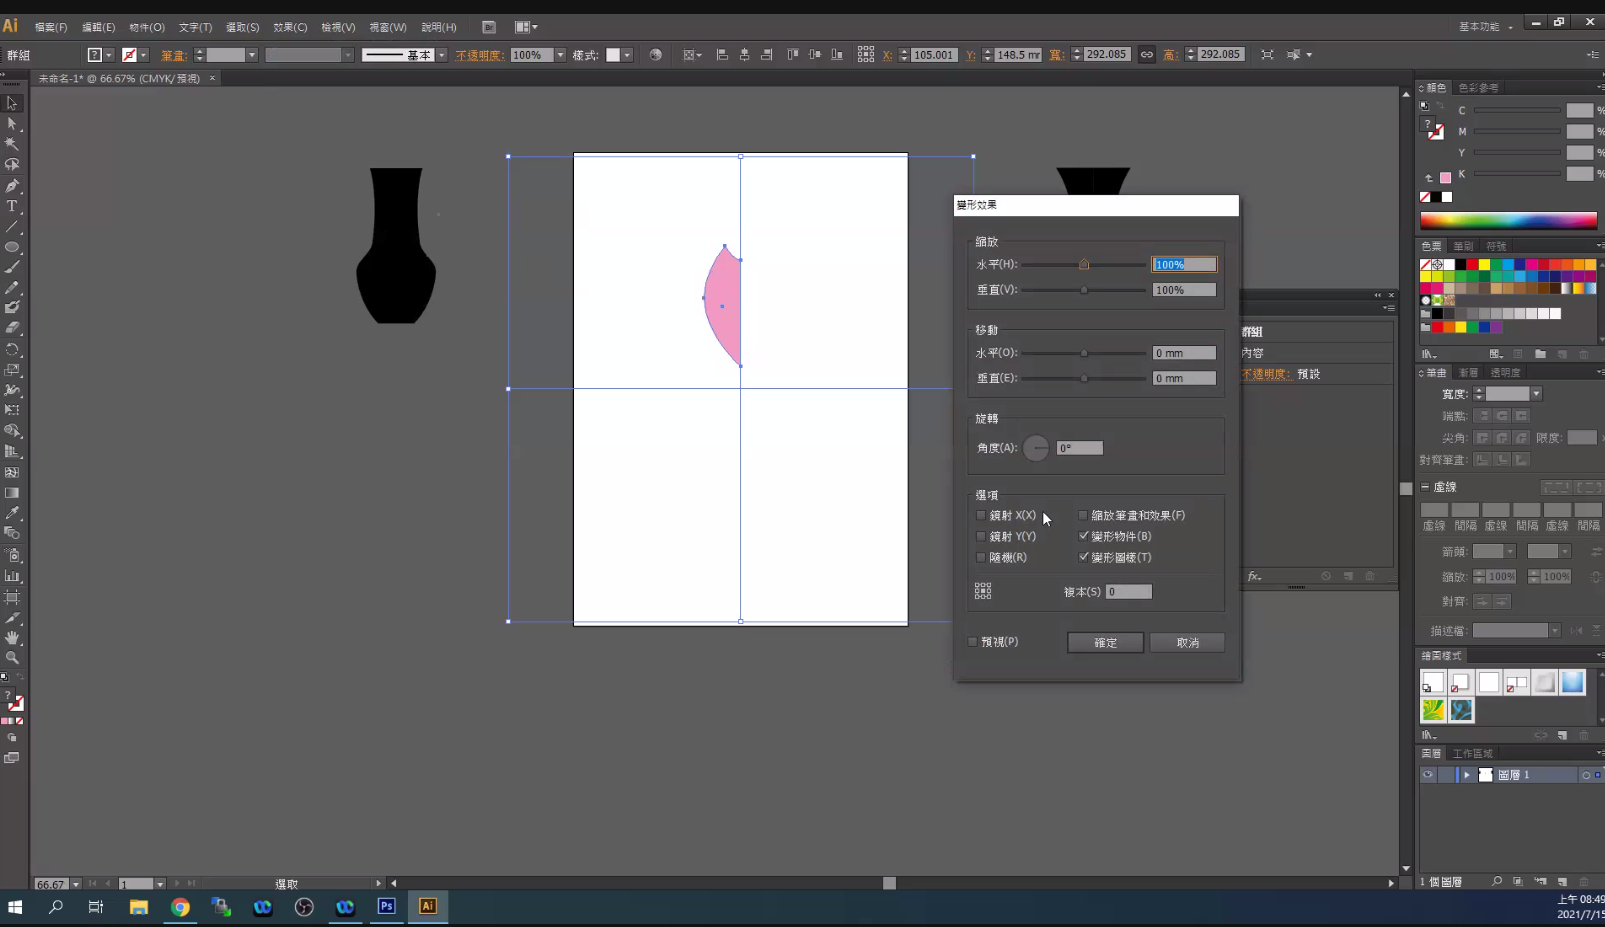 Ai 檔案(F) 編輯(E) 物件(O) 文字(T) 選取(S) 效果(C) 檢視(V) 視窗(W) 說明(H) Br 基本功能
群組 ? 筆畫: 基本 不透明度: 100% 樣式: X: 105.001 Y: 148.5 mm 寬: 292.085 高: 292.085
未命名-1* @ 66.67% (CMYK/預視) ×
顏色 色彩參考
C %
M %
Y %
K %
色票 筆刷 符號
變形效果
縮放
水平(H): 100%
垂直(V): 100%
移動
水平(O): 0 mm
垂直(E): 0 mm
旋轉
角度(A): 0°
選項
鏡射 X(X) 縮放筆畫和效果(F)
鏡射 Y(Y) 變形物件(B)
隨機(R) 變形圖樣(T)
複本(S) 0
預視(P) 確定 取消
群組
內容
不透明度: 預設
fx
筆畫 漸層 透明度
寬度:
端點:
尖角: 限度:
對齊筆畫:
虛線
虛線 間隔 虛線 間隔 虛線 間隔
箭頭:
縮放: 100% 100%
對齊:
描述檔:
繪圖樣式
圖層 工作區域
圖層 1
1 個圖層
66.67 1 選取
Ps Ai
上午 08:49
2021/7/15